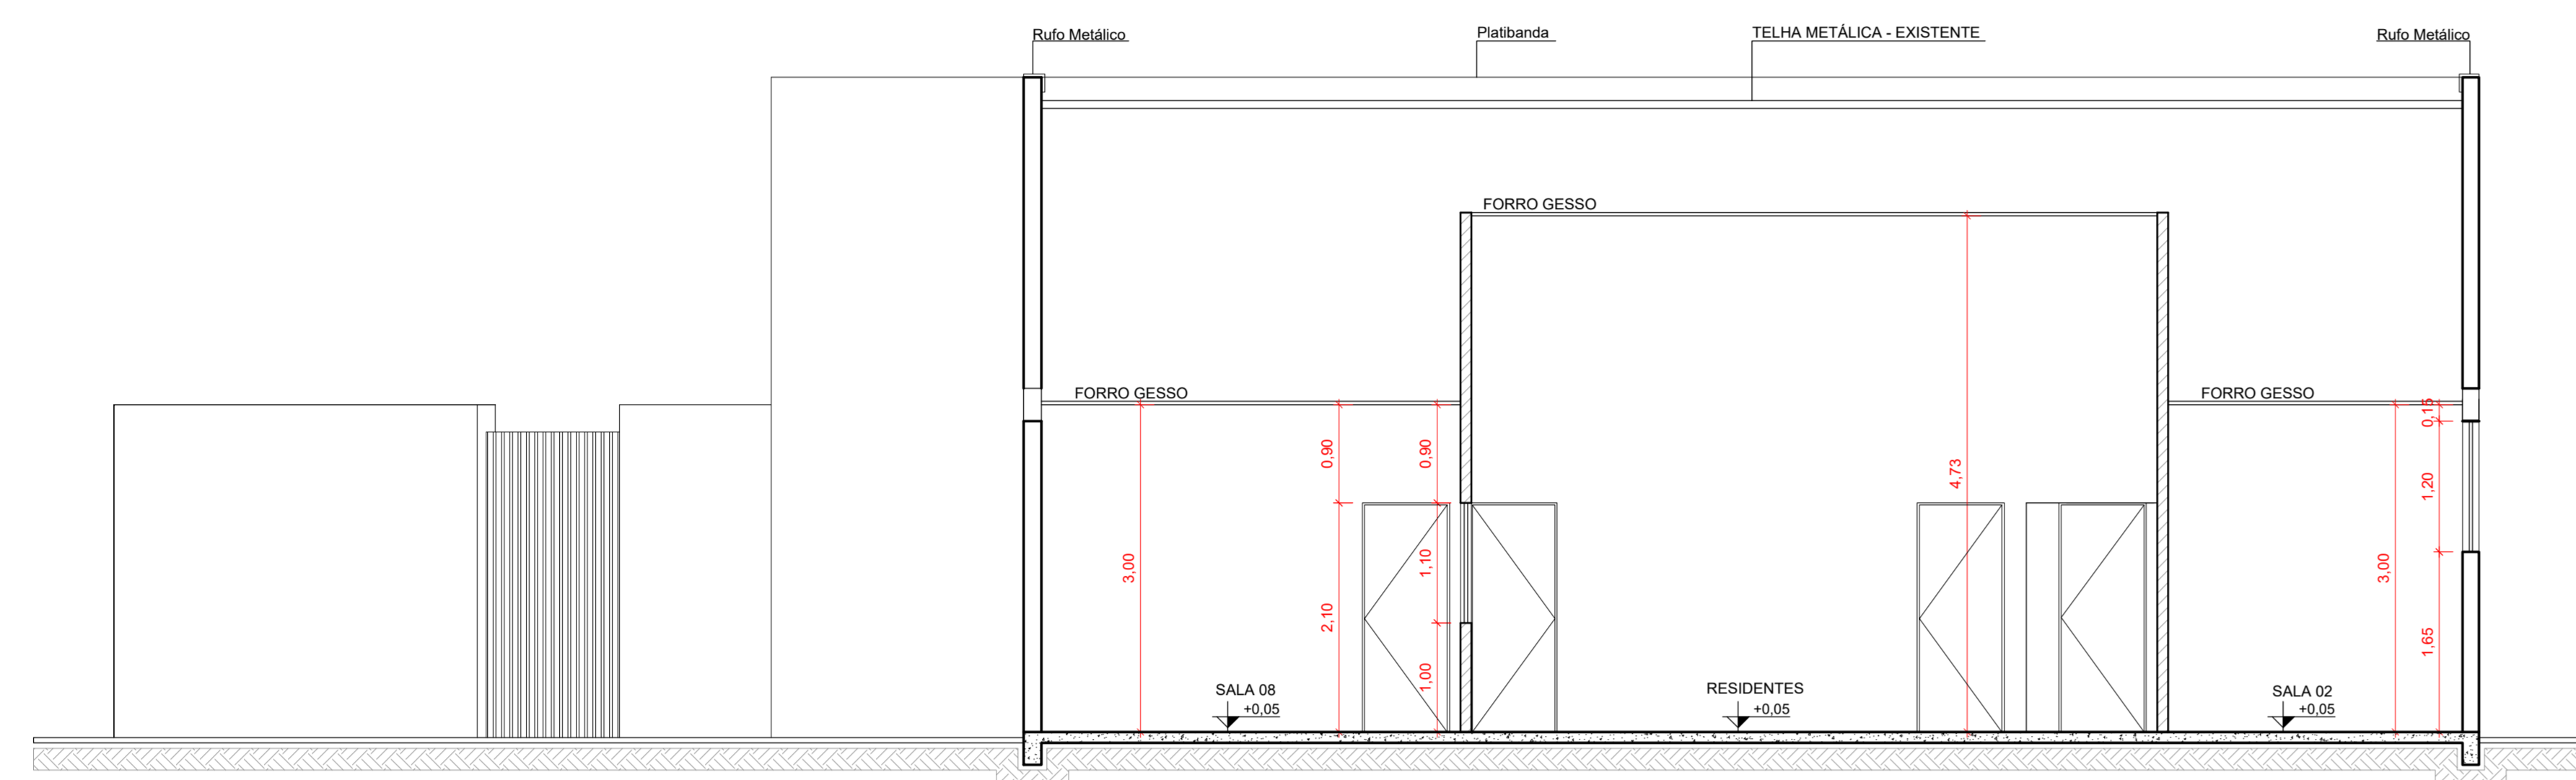 Rufo Metálico
Platibanda
TELHA METÁLICA - EXISTENTE
Rufo Metálico
FORRO GESSO
FORRO GESSO
FORRO GESSO
0,15
0,90
0,90
4,73
1,20
3,00
1,10
3,00
2,10
1,65
1,00
SALA 08
+0,05
RESIDENTES
+0,05
SALA 02
+0,05